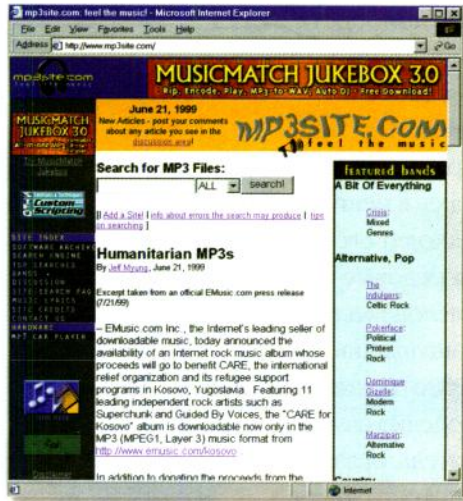 mp3site.com: feel the music! - Microsoft Internet Explorer
File Edit View Favorites Tools Help
Address http://www.mp3site.com/ Go
mp3site.com
MUSICMATCH JUKEBOX 3.0
Rip, Encode, Play, MP3-to-WAV, Auto DJ - Free Download!
MUSICMATCH
JUKEBOX 3.0
Try MusicMatch
Jukebox
Custom
Scripting
SITE INDEX
SOFTWARE ARCHIVE
SEARCH ENGINE
TOP SEARCHED
BANDS
DISCUSSION
SITE SEARCH FAQ
MUSIC LYRICS
SITE CREDITS
CONTACT US
HARDWARE
MP3 CAR PLAYER
Disclaimer
June 21, 1999
New Articles - post your comments
about any article you see in the
discussion area!
MP3SITE.COM
feel the music
Search for MP3 Files:
ALL search!
[ Add a Site! | info about errors the search may produce | tips
on searching ]
Humanitarian MP3s
By Jeff Myung, June 21, 1999
Excerpt taken from an official EMusic.com press release
(7/21/99)
-- EMusic.com Inc., the Internet's leading seller of
downloadable music, today announced the
availability of an Internet rock music album whose
proceeds will go to benefit CARE, the international
relief organization and its refugee support
programs in Kosovo, Yugoslavia. Featuring 11
leading independent rock artists such as
Superchunk and Guided By Voices, the "CARE for
Kosovo" album is downloadable now only in the
MP3 (MPEG1, Layer 3) music format from
http://www.emusic.com/kosovo.
In addition to donating the proceeds from the
featured bands
A Bit Of Everything
Crisis:
Mixed
Genres
Alternative, Pop
The
Indulgers:
Celtic Rock
Pokerface:
Political
Protest
Rock
Dominique
Gizelle:
Modern
Rock
Marzipan:
Alternative
Rock
Country
Internet